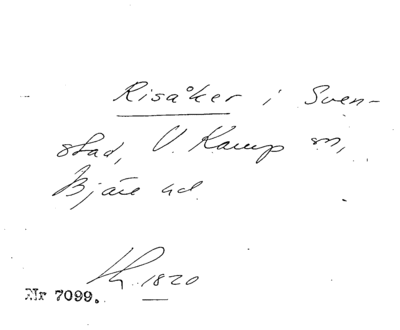 Risåker i Sven-
stad, V. Karup sn,
Bjäre hd
1820
Nr 7099.